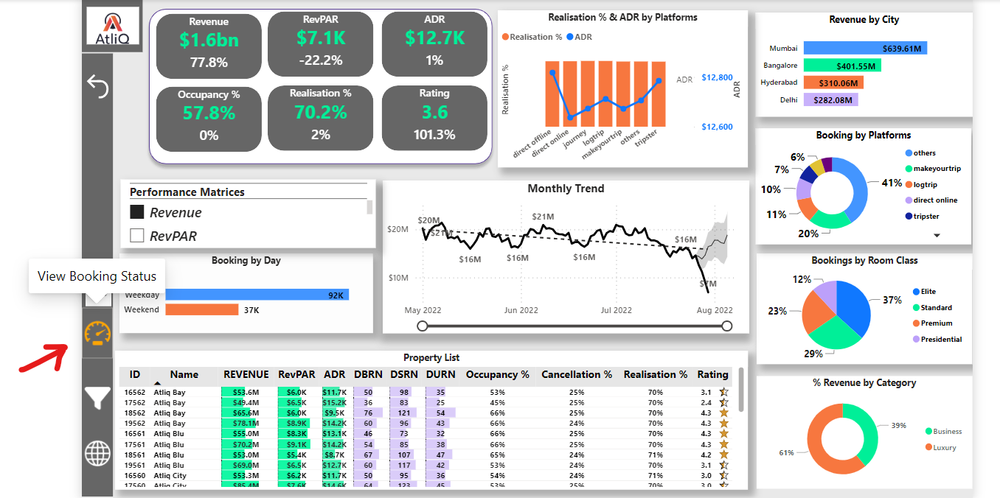 AtliQ
Revenue
$1.6bn
77.8%
RevPAR
$7.1K
-22.2%
ADR
$12.7K
1%
Occupancy %
57.8%
0%
Realisation %
70.2%
2%
Rating
3.6
101.3%
Realisation % & ADR by Platforms
Realisation % ADR
Realisation %
ADR
$12,800
$12,600
ADR
direct offline
direct online
journey
logtrip
makeyourtrip
others
tripster
Revenue by City
Mumbai $639.61M
Bangalore $401.55M
Hyderabad $310.06M
Delhi $282.08M
Booking by Platforms
6%
7%
10%
11%
20%
41%
others
makeyourtrip
logtrip
direct online
tripster
Performance Matrices
Revenue
RevPAR
View Booking Status
Booking by Day
Weekday 92K
Weekend 37K
Monthly Trend
$20M
$10M
$20M
$21M
$16M
$16M
$21M
$16M
$16M
$7M
May 2022 Jun 2022 Jul 2022 Aug 2022
Bookings by Room Class
12%
23%
29%
37%
Elite
Standard
Premium
Presidential
Property List
ID Name REVENUE RevPAR ADR DBRN DSRN DURN Occupancy % Cancellation % Realisation % Rating
16562 Atliq Bay $53.6M $6.0K $11.7K 50 98 35 53% 25% 70% 3.1
17562 Atliq Bay $49.4M $6.5K $15.2K 36 83 25 45% 25% 70% 2.4
18562 Atliq Bay $65.6M $6.0K $9.5K 76 121 54 66% 25% 70% 4.3
19562 Atliq Bay $78.1M $8.9K $14.2K 60 96 43 66% 24% 70% 4.3
16561 Atliq Blu $55.0M $8.3K $13.1K 46 73 32 66% 25% 70% 4.3
17561 Atliq Blu $70.2M $9.1K $14.2K 54 85 38 66% 25% 70% 4.3
18561 Atliq Blu $53.0M $5.4K $8.7K 67 107 47 65% 24% 71% 4.2
19561 Atliq Blu $69.0M $6.5K $12.7K 60 117 42 53% 24% 70% 3.1
16560 Atliq City $53.3M $6.2K $11.7K 50 95 36 54% 24% 71% 3.0
17560 Atliq City $85.4M $7.6K $14.6K 64 123 45 53% 25% 70% 3.0
% Revenue by Category
39%
61%
Business
Luxury